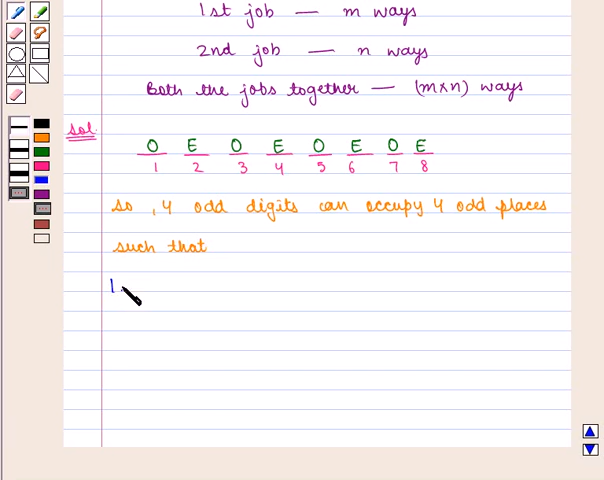 1st job — m ways
2nd job — n ways
Both the jobs together — (m×n) ways
Sol.
O E O E O E O E
1 2 3 4 5 6 7 8
So, 4 odd digits can occupy 4 odd places
such that
1